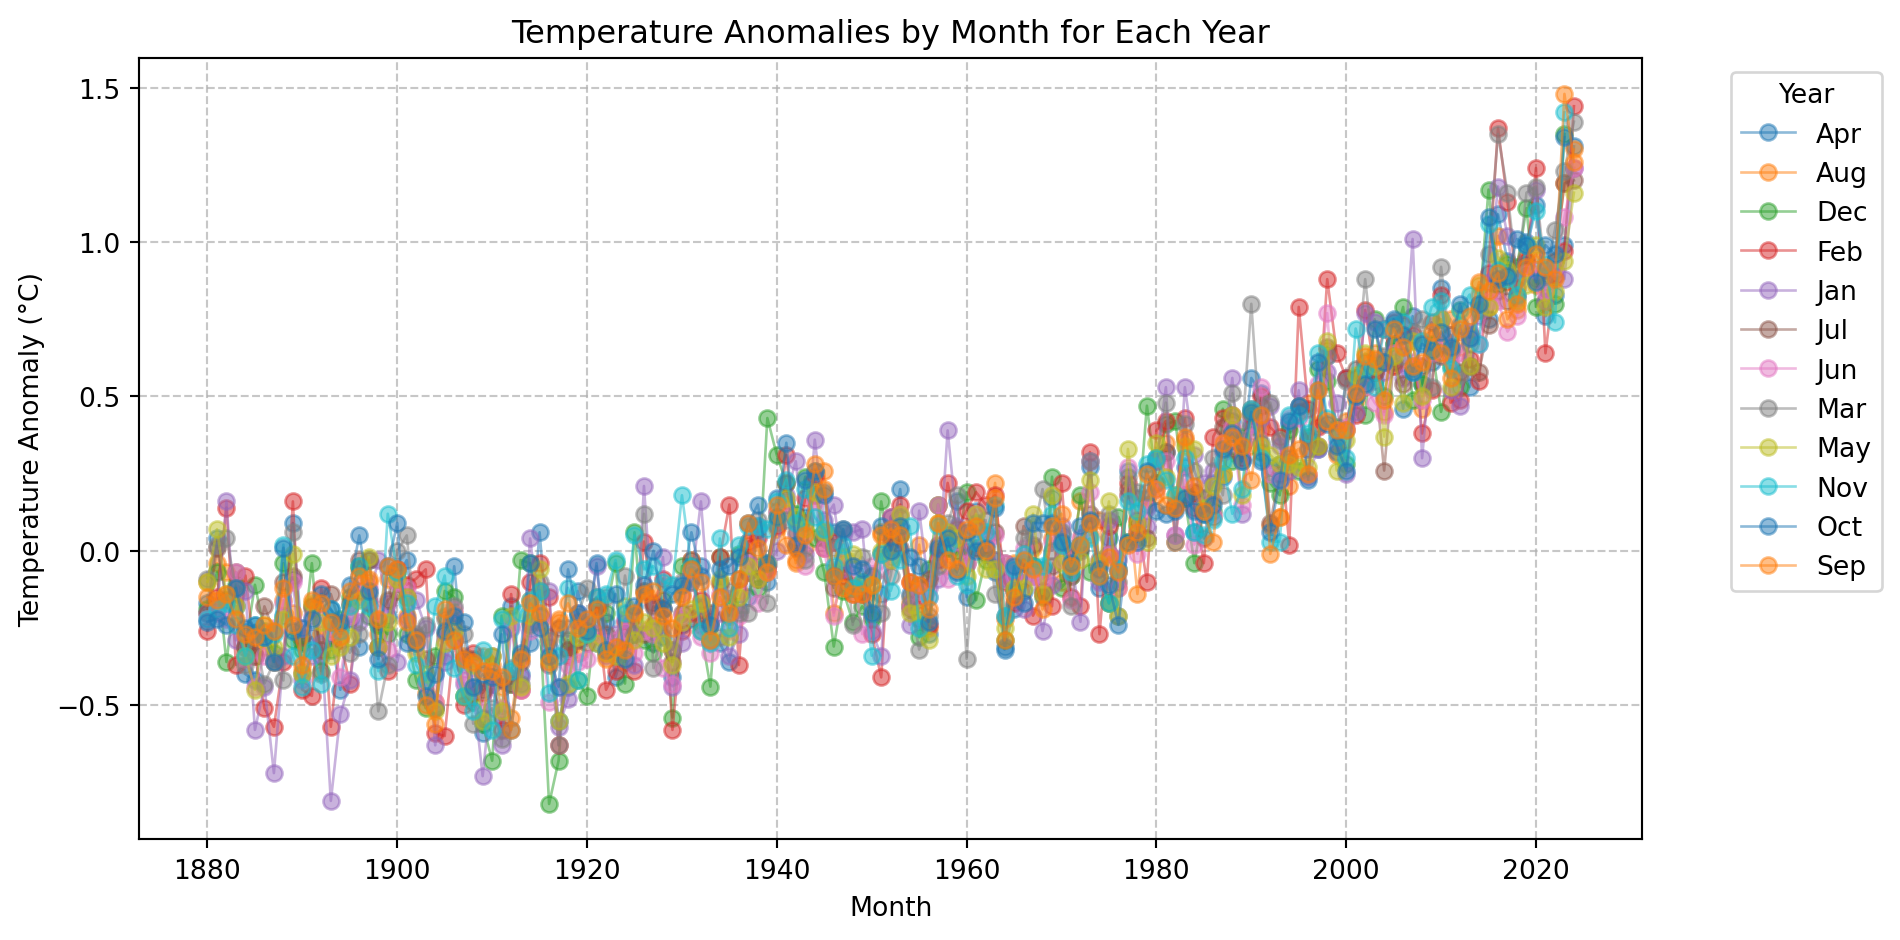 Temperature Anomalies by Month for Each Year
Temperature Anomaly (°C)
1.5
1.0
0.5
0.0
−0.5
1880 1900 1920 1940 1960 1980 2000 2020
Month
Year
Apr
Aug
Dec
Feb
Jan
Jul
Jun
Mar
May
Nov
Oct
Sep